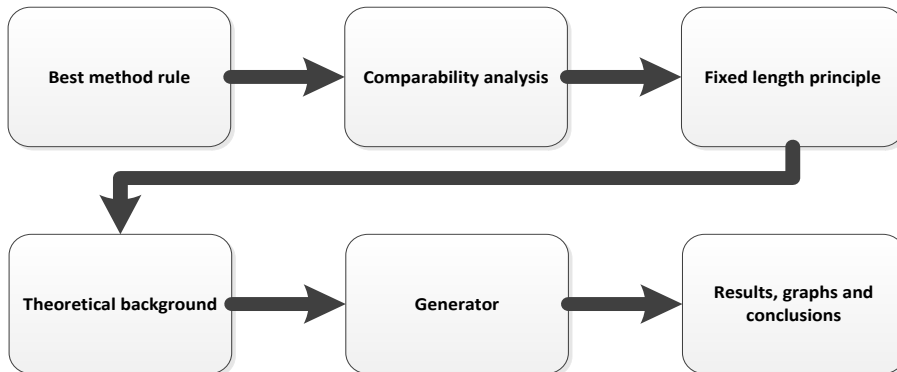 Best method rule
Comparability analysis
Fixed length principle
Theoretical background
Generator
Results, graphs and
conclusions